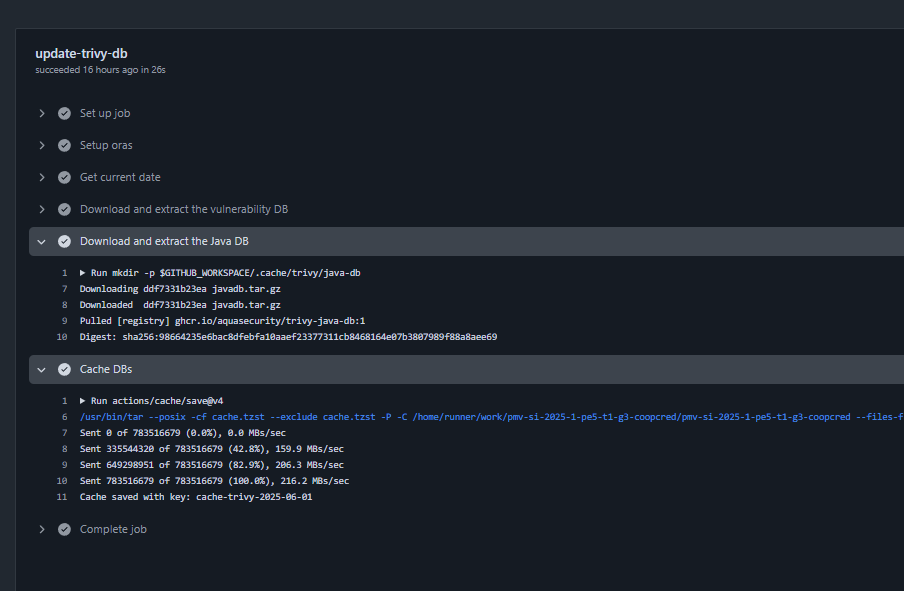 update-trivy-db
succeeded 16 hours ago in 26s
Set up job
Setup oras
Get current date
Download and extract the vulnerability DB
Download and extract the Java DB
1 Run mkdir -p $GITHUB_WORKSPACE/.cache/trivy/java-db
7 Downloading ddf7331b23ea javadb.tar.gz
8 Downloaded ddf7331b23ea javadb.tar.gz
9 Pulled [registry] ghcr.io/aquasecurity/trivy-java-db:1
10 Digest: sha256:98664235e6bac8dfebfa10aaef23377311cb8468164e07b3807989f88a8aee69
Cache DBs
1 Run actions/cache/save@v4
6 /usr/bin/tar --posix -cf cache.tzst --exclude cache.tzst -P -C /home/runner/work/pmv-si-2025-1-pe5-t1-g3-coopcred/pmv-si-2025-1-pe5-t1-g3-coopcred --files-f
7 Sent 0 of 783516679 (0.0%), 0.0 MBs/sec
8 Sent 335544320 of 783516679 (42.8%), 159.9 MBs/sec
9 Sent 649298951 of 783516679 (82.9%), 206.3 MBs/sec
10 Sent 783516679 of 783516679 (100.0%), 216.2 MBs/sec
11 Cache saved with key: cache-trivy-2025-06-01
Complete job